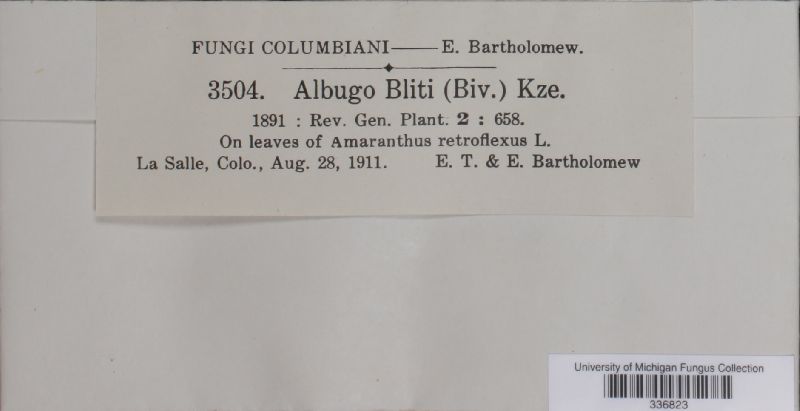 FUNGI COLUMBIANI—E. Bartholomew.
3504. Albugo Bliti (Biv.) Kze.
1891 : Rev. Gen. Plant. 2 : 658.
On leaves of Amaranthus retroflexus L.
La Salle, Colo., Aug. 28, 1911. E. T. & E. Bartholomew
University of Michigan Fungus Collection
336823